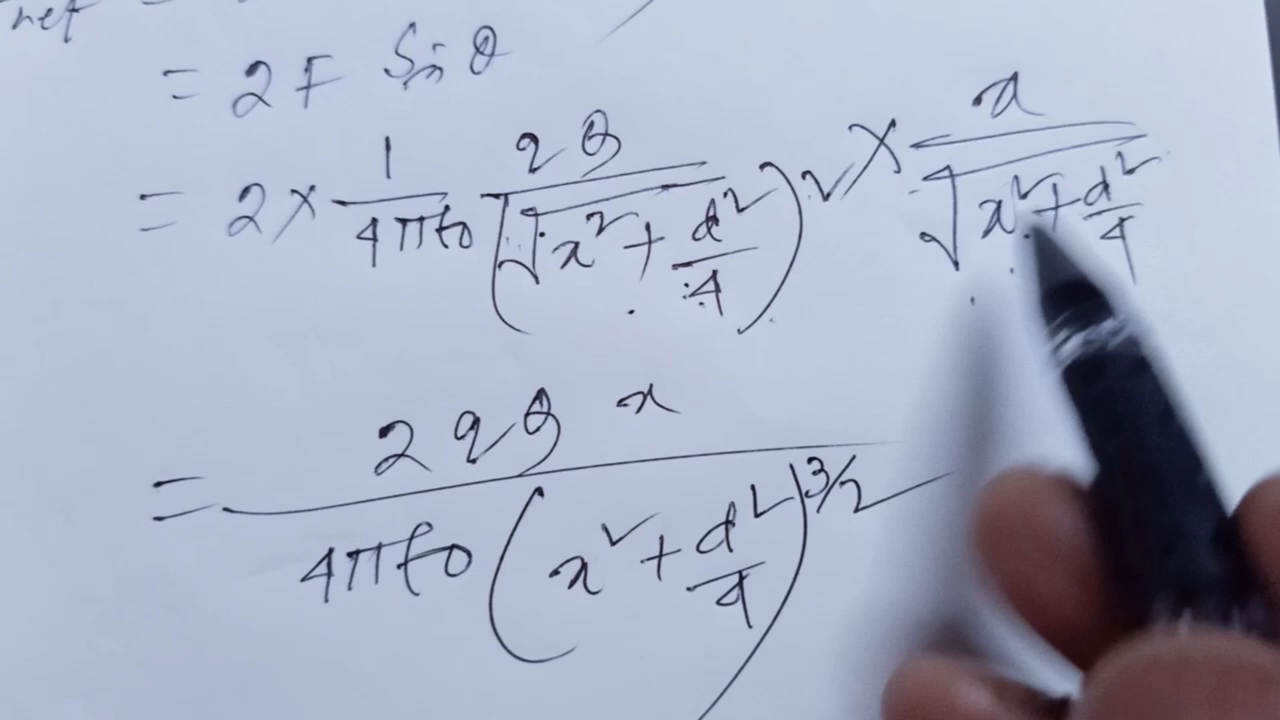 net =
= 2F Sinθ
= 2 × 1/4πε0 qQ/(√x²+d²/4)² × x/√x²+d²/4
= 2qQ x/4πε0 (x²+d²/4)^3/2